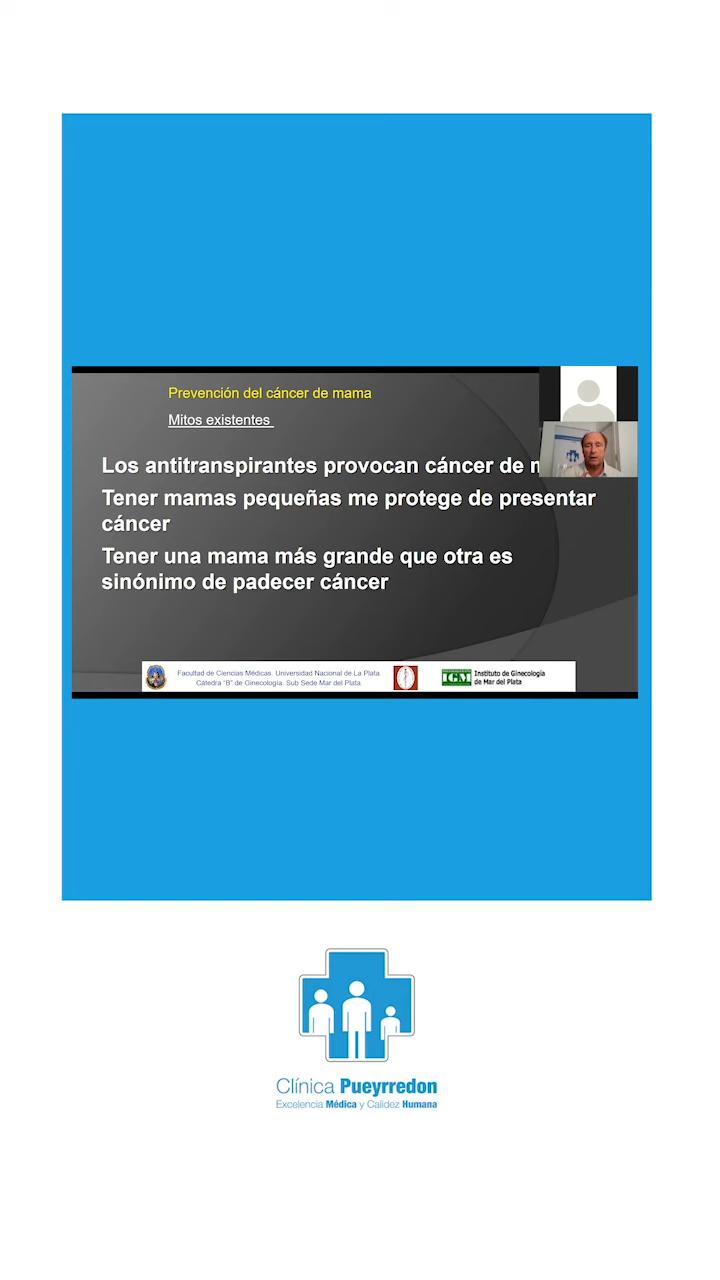 Prevención del cáncer de mama
Mitos existentes
Los antitranspirantes provocan cáncer de
Tener mamas pequeñas me protege de presentar
cáncer
Tener una mama más grande que otra es
sinónimo de padecer cáncer
Facultad de Ciencias Médicas. Universidad Nacional de La Plata.
Cátedra "B" de Ginecología. Sub Sede Mar del Plata.
IGM
Instituto de Ginecología
de Mar del Plata
Clínica Pueyrredon
Excelencia Médica y Calidez Humana